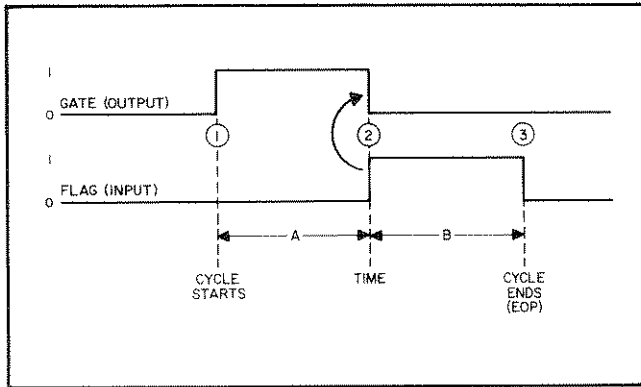 1
GATE (OUTPUT)
0
1 2 3
1
FLAG (INPUT)
0
A B
CYCLE STARTS
TIME
CYCLE ENDS (EOP)